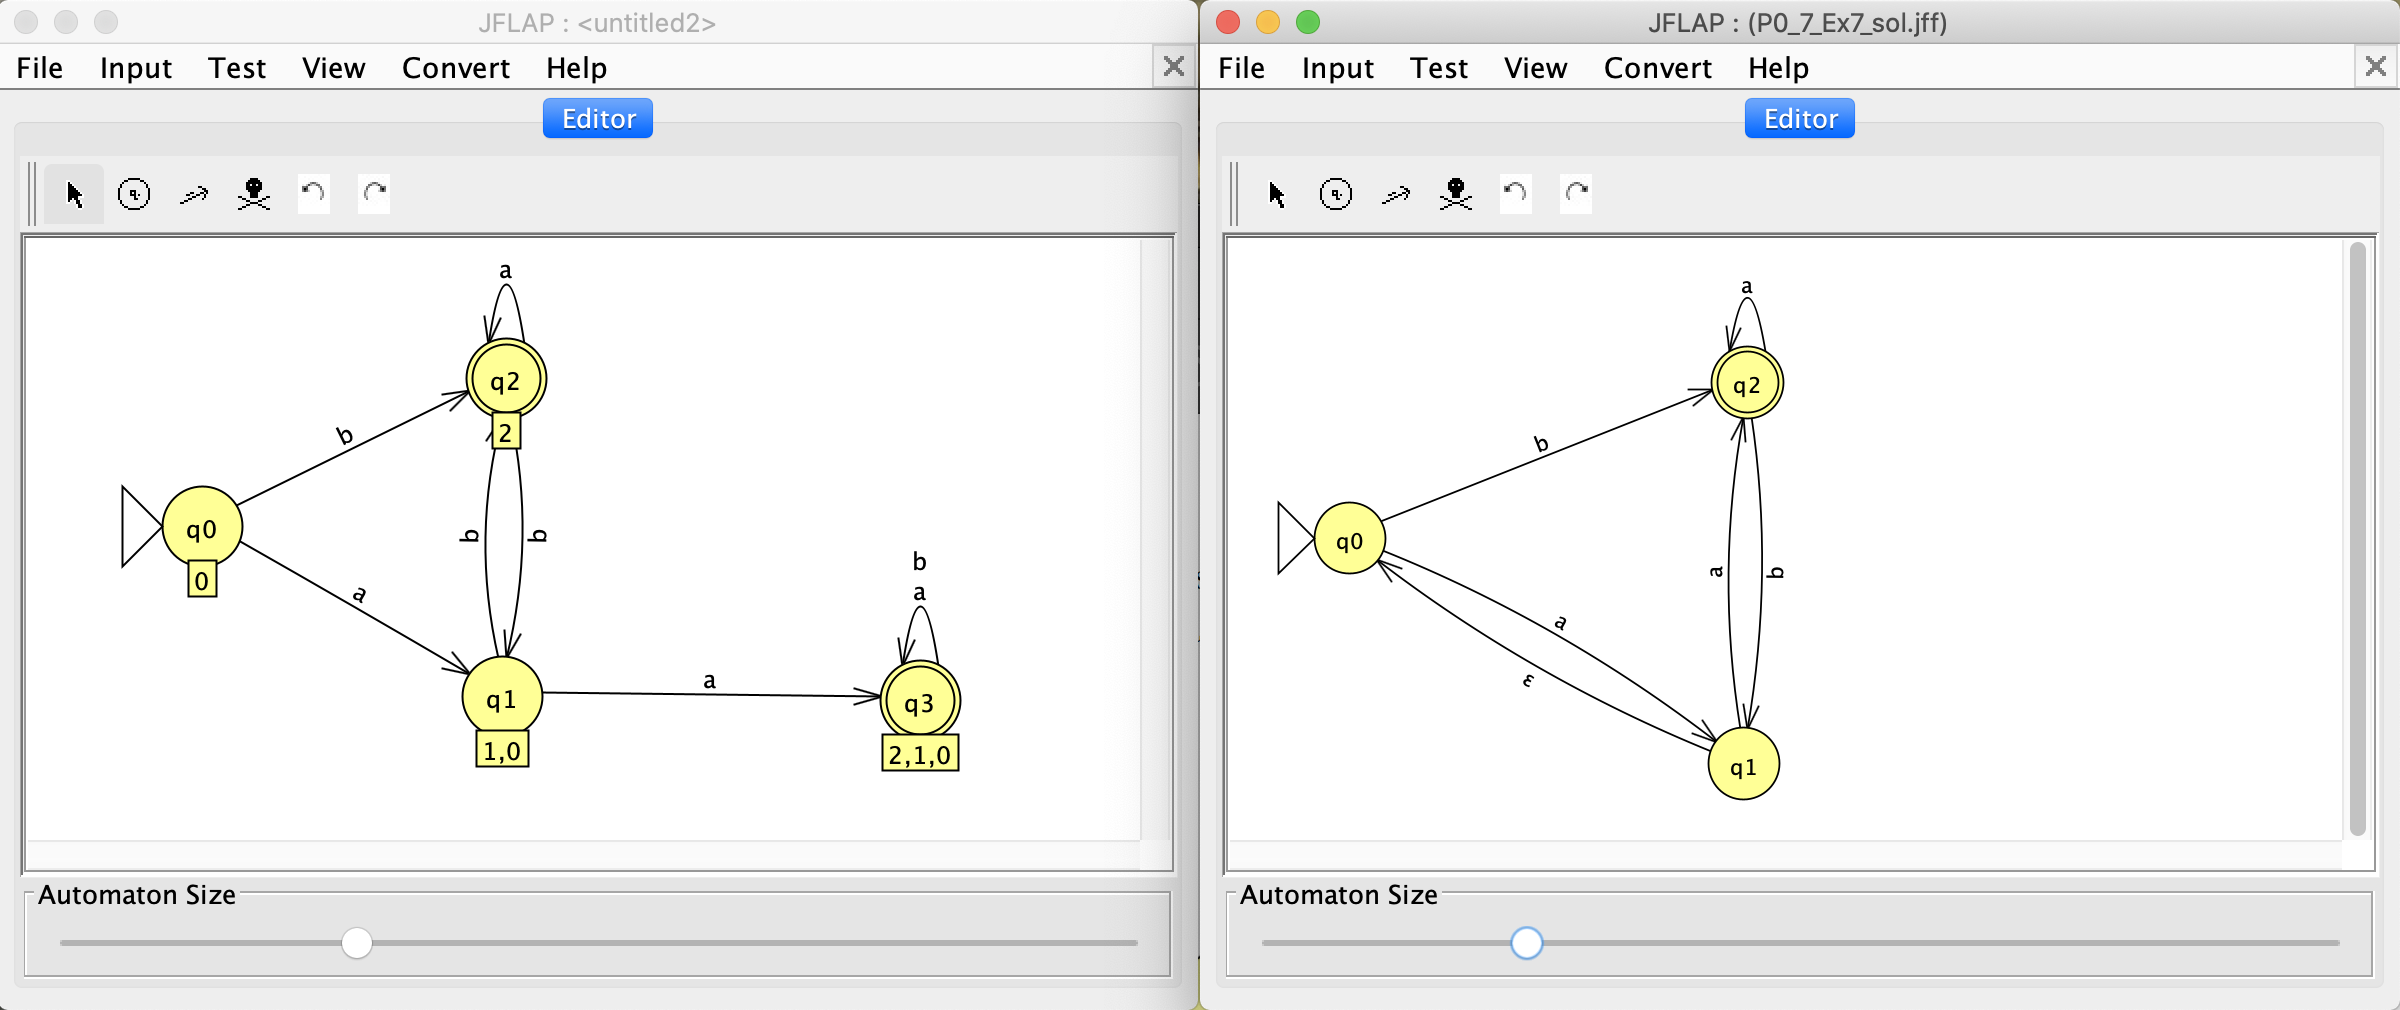 JFLAP : <untitled2>
File Input Test View Convert Help
Editor
a
q2
2
b
q0
0
b
b
a
b
a
q1
1,0
a
q3
2,1,0
Automaton Size
JFLAP : (P0_7_Ex7_sol.jff)
File Input Test View Convert Help
Editor
a
q2
b
q0
a
b
a
ε
q1
Automaton Size